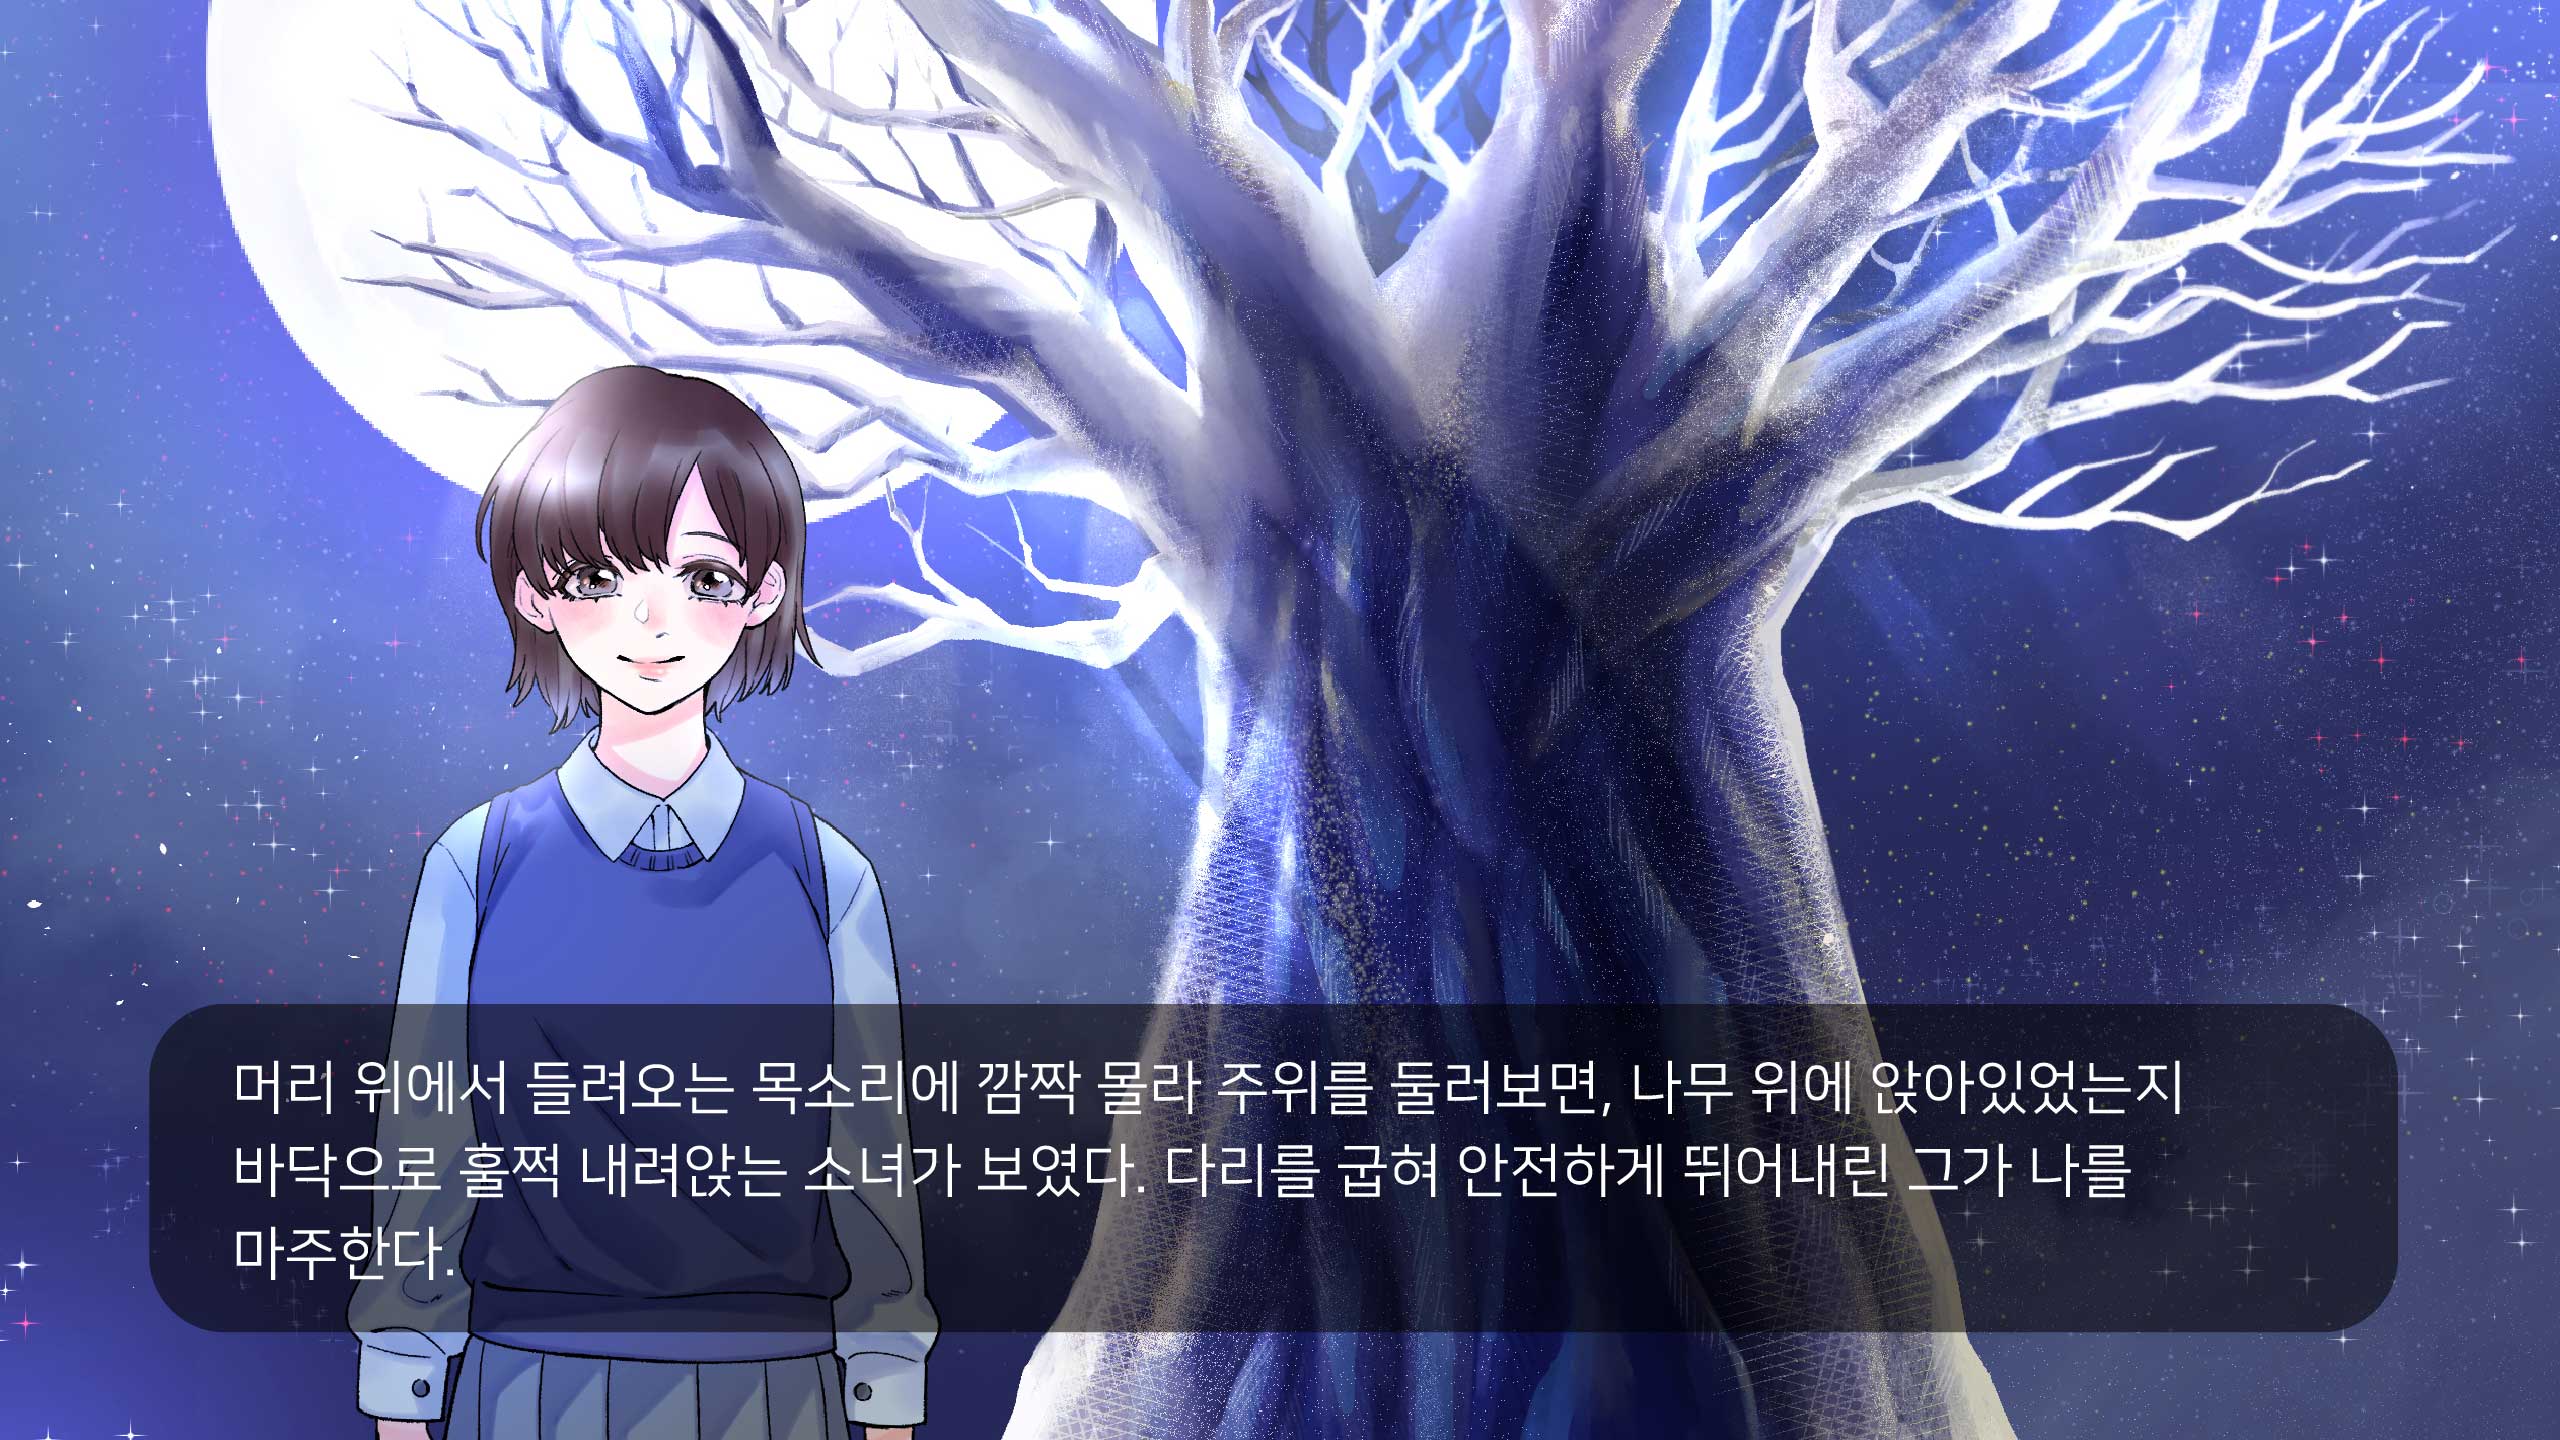 머리 위에서 들려오는 목소리에 깜짝 몰라 주위를 둘러보면, 나무 위에 앉아있었는지
바닥으로 훌쩍 내려앉는 소녀가 보였다. 다리를 굽혀 안전하게 뛰어내린 그가 나를
마주한다.